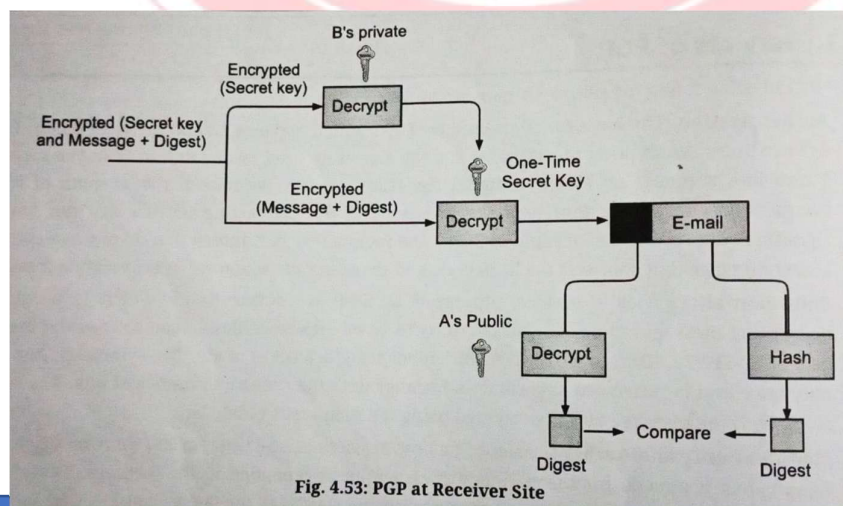 B's private
Encrypted
(Secret key)
Decrypt
Encrypted (Secret key
and Message + Digest)
One-Time
Secret Key
Encrypted
(Message + Digest)
Decrypt
E-mail
A's Public
Decrypt
Hash
Compare
Digest
Digest
Fig. 4.53: PGP at Receiver Site